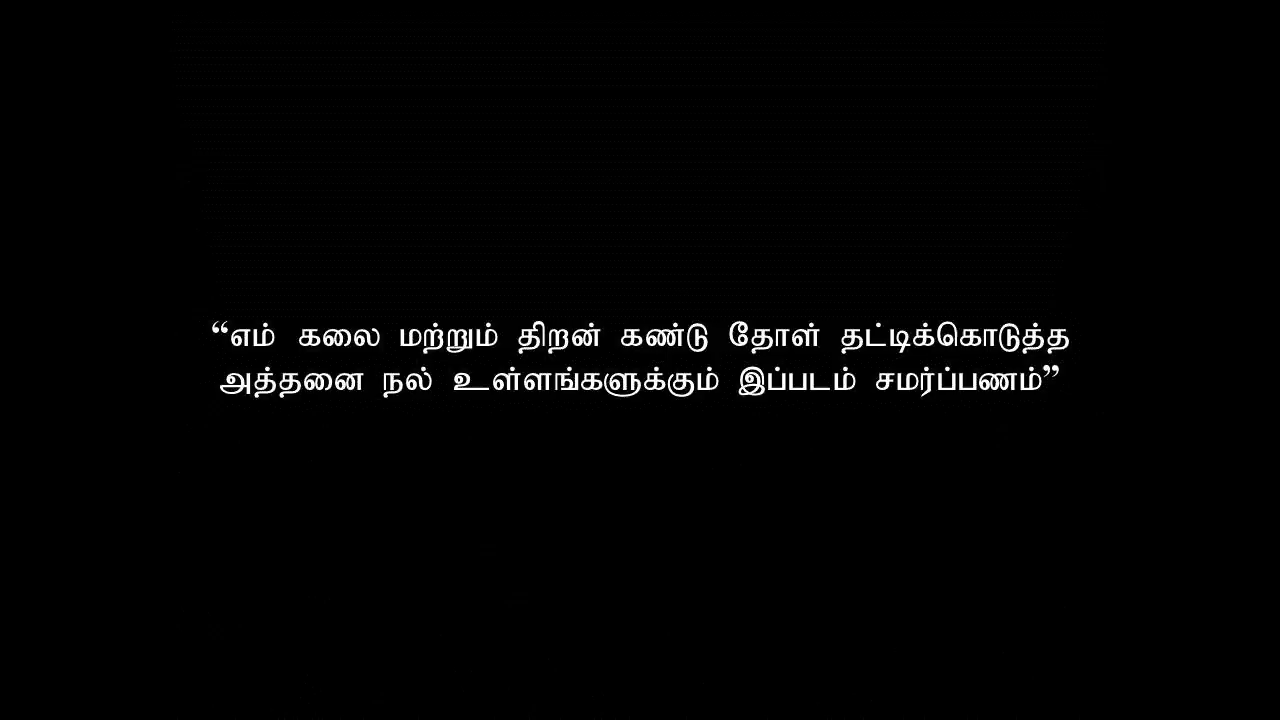 “எம் கலை மற்றும் திறன் கண்டு தோள் தட்டிக்கொடுத்த
அத்தனை நல் உள்ளங்களுக்கும் இப்படம் சமர்ப்பணம்”